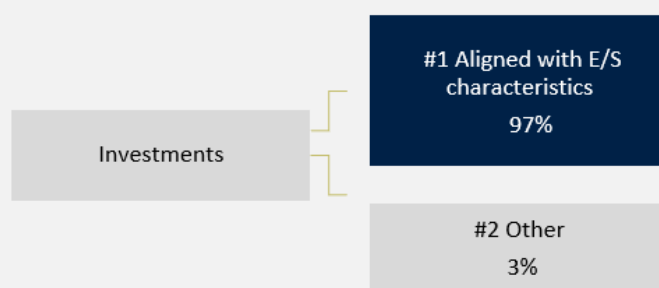 Investments
#1 Aligned with E/S
characteristics
97%
#2 Other
3%